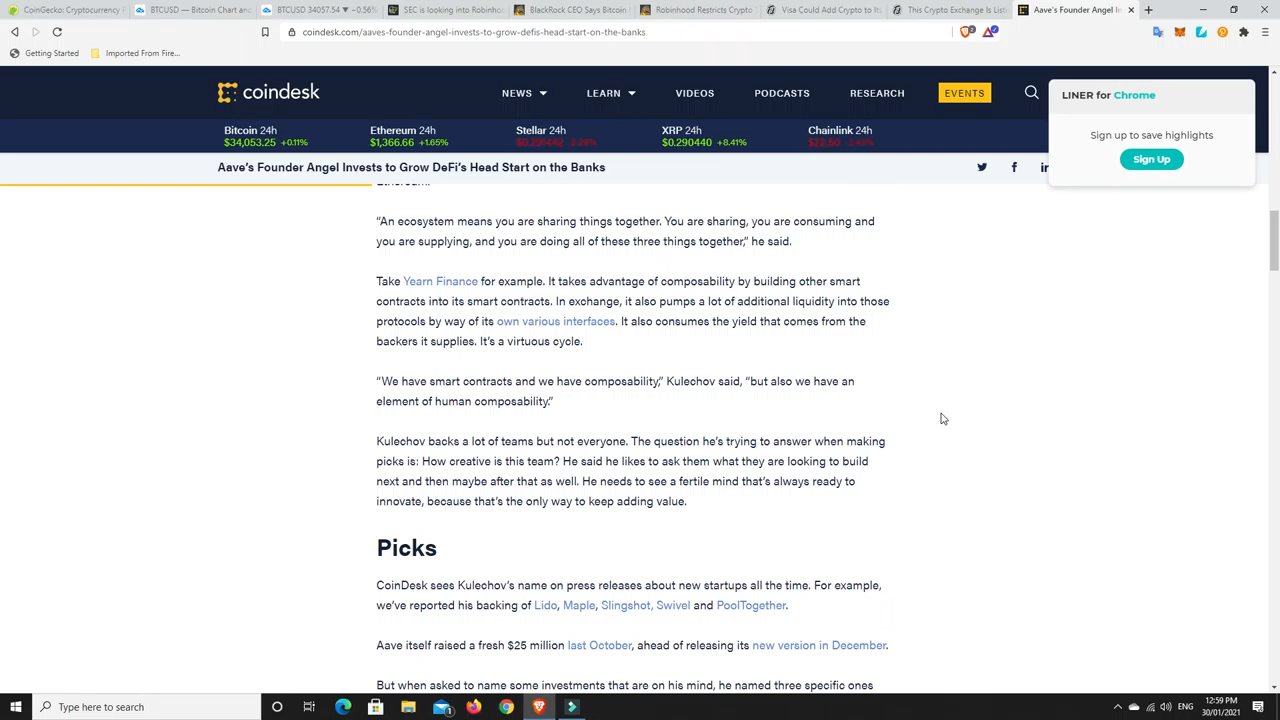 CoinGecko: Cryptocurrency P
BTCUSD — Bitcoin Chart and
BTCUSD 34057.54 ▼ −0.56%
SEC is looking into Robinhoo
BlackRock CEO Says Bitcoin
Robinhood Restricts Crypto
Visa Could Add Crypto to Its
This Crypto Exchange Is List
Aave's Founder Angel In
coindesk.com/aaves-founder-angel-invests-to-grow-defis-head-start-on-the-banks
Getting Started
Imported From Fire...
coindesk
NEWS
LEARN
VIDEOS
PODCASTS
RESEARCH
EVENTS
LINER for Chrome
Sign up to save highlights
Sign Up
Bitcoin 24h
$34,053.25 +0.11%
Ethereum 24h
$1,366.66 +1.65%
Stellar 24h
XRP 24h
$0.290440 +8.41%
Chainlink 24h
Aave's Founder Angel Invests to Grow DeFi's Head Start on the Banks
Ethereum.
“An ecosystem means you are sharing things together. You are sharing, you are consuming and
you are supplying, and you are doing all of these three things together,” he said.
Take Yearn Finance for example. It takes advantage of composability by building other smart
contracts into its smart contracts. In exchange, it also pumps a lot of additional liquidity into those
protocols by way of its own various interfaces. It also consumes the yield that comes from the
backers it supplies. It's a virtuous cycle.
“We have smart contracts and we have composability,” Kulechov said, “but also we have an
element of human composability.”
Kulechov backs a lot of teams but not everyone. The question he's trying to answer when making
picks is: How creative is this team? He said he likes to ask them what they are looking to build
next and then maybe after that as well. He needs to see a fertile mind that's always ready to
innovate, because that's the only way to keep adding value.
Picks
CoinDesk sees Kulechov's name on press releases about new startups all the time. For example,
we've reported his backing of Lido, Maple, Slingshot, Swivel and PoolTogether.
Aave itself raised a fresh $25 million last October, ahead of releasing its new version in December.
But when asked to name some investments that are on his mind, he named three specific ones
Type here to search
ENG
12:59 PM
30/01/2021